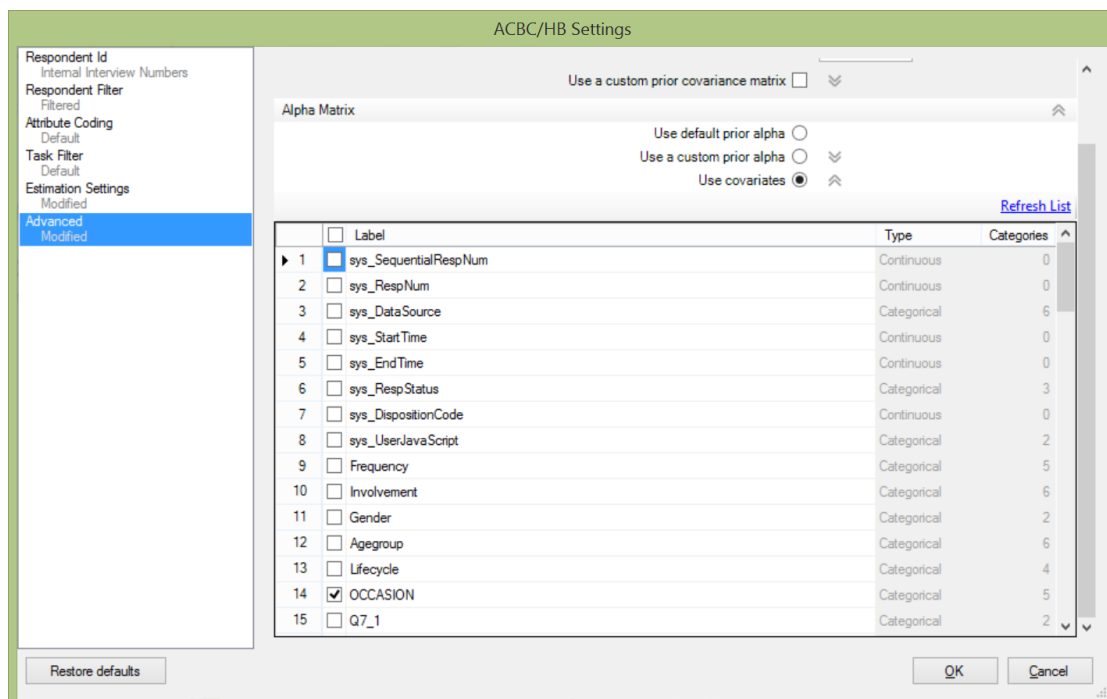 ACBC/HB Settings
Respondent Id
Internal Interview Numbers
Respondent Filter
Filtered
Attribute Coding
Default
Task Filter
Default
Estimation Settings
Modified
Advanced
Modified
Use a custom prior covariance matrix
Alpha Matrix
Use default prior alpha
Use a custom prior alpha
Use covariates
Refresh List
Label Type Categories
1 sys_SequentialRespNum Continuous 0
2 sys_RespNum Continuous 0
3 sys_DataSource Categorical 6
4 sys_StartTime Continuous 0
5 sys_EndTime Continuous 0
6 sys_RespStatus Categorical 3
7 sys_DispositionCode Continuous 0
8 sys_UserJavaScript Categorical 2
9 Frequency Categorical 5
10 Involvement Categorical 6
11 Gender Categorical 2
12 Agegroup Categorical 6
13 Lifecycle Categorical 4
14 OCCASION Categorical 5
15 Q7_1 Categorical 2
Restore defaults OK Cancel